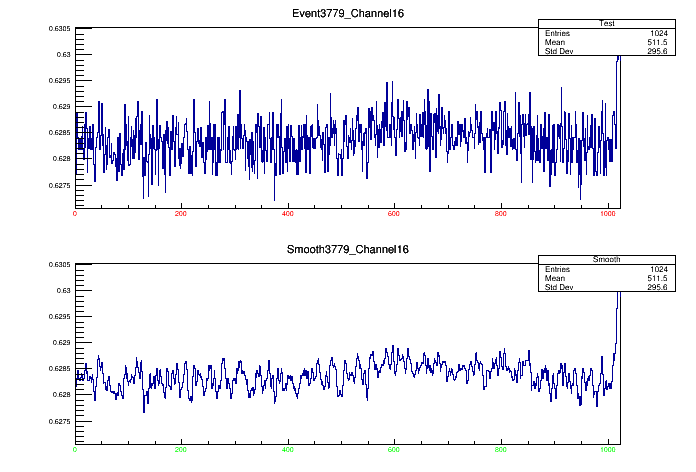 Event3779_Channel16
Test
Entries 1024
Mean 511.5
Std Dev 295.6
0.6305
0.63
0.6295
0.629
0.6285
0.628
0.6275
0 200 400 600 800 1000
Smooth3779_Channel16
Smooth
Entries 1024
Mean 511.5
Std Dev 295.6
0.6305
0.63
0.6295
0.629
0.6285
0.628
0.6275
0 200 400 600 800 1000